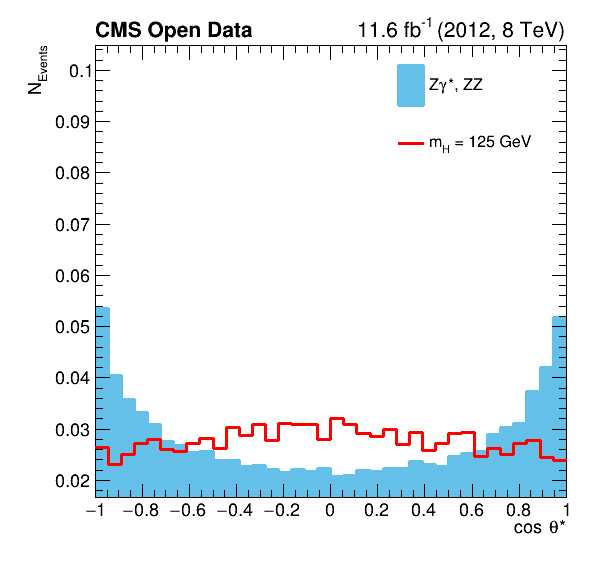 CMS Open Data 11.6 fb⁻¹ (2012, 8 TeV)
N_Events
Zγ*, ZZ
m_H = 125 GeV
0.1
0.09
0.08
0.07
0.06
0.05
0.04
0.03
0.02
−1 −0.8 −0.6 −0.4 −0.2 0 0.2 0.4 0.6 0.8 1
cos θ*